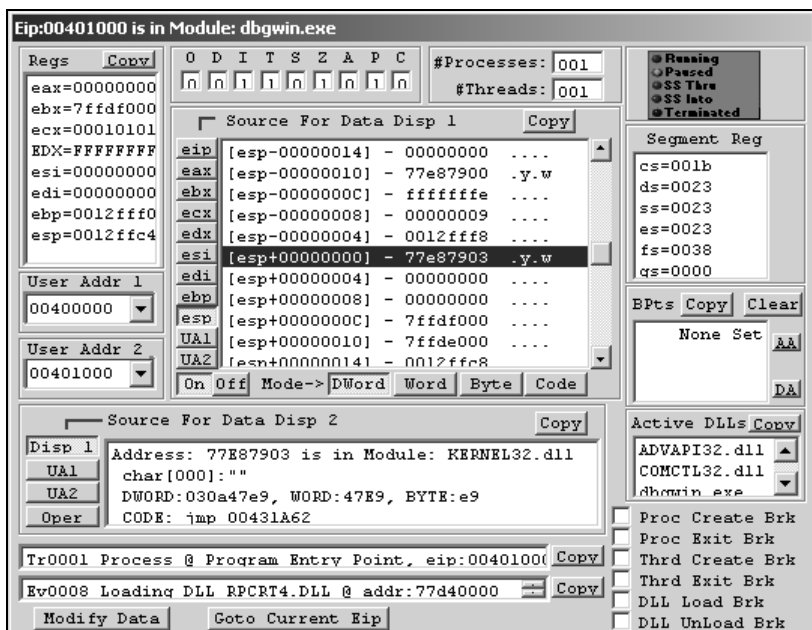 Eip:00401000 is in Module: dbgwin.exe
Regs Copy
eax=00000000
ebx=7ffdf000
ecx=00010101
EDX=FFFFFFFF
esi=00000000
edi=00000000
ebp=0012fff0
esp=0012ffc4
User Addr 1
00400000
User Addr 2
00401000
O D I T S Z A P C
0 0 1 0 0 1 0 1 0
#Processes: 001
#Threads: 001
Source For Data Disp 1 Copy
eip
eax
ebx
ecx
edx
esi
edi
ebp
esp
UA1
UA2
[esp-00000014] - 00000000 ....
[esp-00000010] - 77e87900 .y.w
[esp-0000000C] - fffffffe ....
[esp-00000008] - 00000009 ....
[esp-00000004] - 0012fff8 ....
[esp+00000000] - 77e87903 .y.w
[esp+00000004] - 00000000 ....
[esp+00000008] - 00000000 ....
[esp+0000000C] - 7ffdf000 ....
[esp+00000010] - 7ffde000 ....
[esp+00000014] - 0012ffc8 ....
On Off Mode-> DWord Word Byte Code
Running
Paused
SS Thru
SS Into
Terminated
Segment Reg
cs=001b
ds=0023
ss=0023
es=0023
fs=0038
gs=0000
BPts Copy Clear
None Set
AA
DA
Source For Data Disp 2 Copy
Disp 1
UA1
UA2
Oper
Address: 77E87903 is in Module: KERNEL32.dll
char[000]:""
DWORD:030a47e9, WORD:47E9, BYTE:e9
CODE: jmp 00431A62
Active DLLs Copy
ADVAPI32.dll
COMCTL32.dll
dbgwin.exe
Tr0001 Process @ Program Entry Point, eip:0040100 Copy
Ev0008 Loading DLL RPCRT4.DLL @ addr:77d40000 Copy
Modify Data Goto Current Eip
Proc Create Brk
Proc Exit Brk
Thrd Create Brk
Thrd Exit Brk
DLL Load Brk
DLL UnLoad Brk